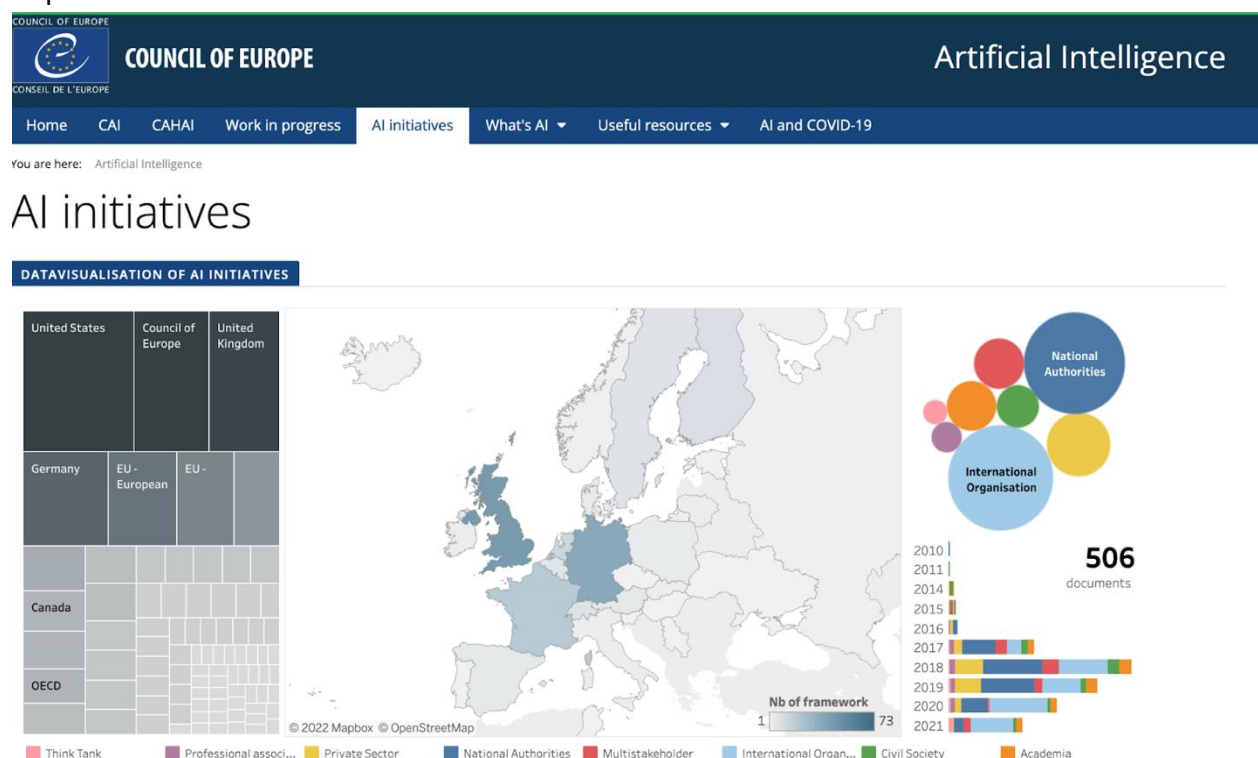 COUNCIL OF EUROPE
CONSEIL DE L'EUROPE
COUNCIL OF EUROPE
Artificial Intelligence
Home CAI CAHAI Work in progress AI initiatives What's AI Useful resources AI and COVID-19
You are here: Artificial Intelligence
AI initiatives
DATAVISUALISATION OF AI INITIATIVES
United States
Council of
Europe
United
Kingdom
Germany
EU -
European
EU -
Canada
OECD
© 2022 Mapbox © OpenStreetMap
Nb of framework
1 73
National
Authorities
International
Organisation
506
documents
2010
2011
2014
2015
2016
2017
2018
2019
2020
2021
Think Tank Professional associ... Private Sector National Authorities Multistakeholder International Organ... Civil Society Academia